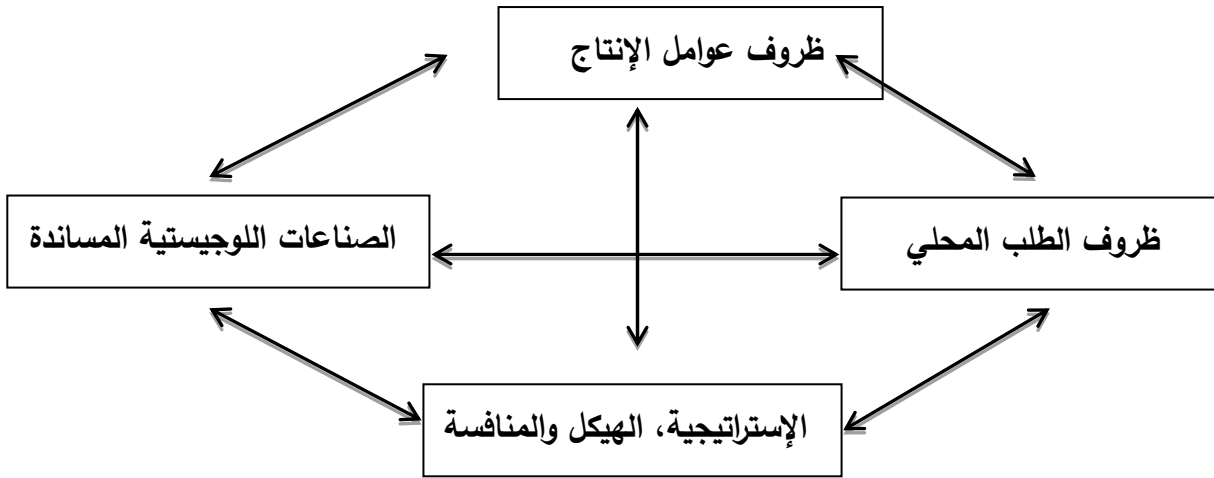 ظروف عوامل الإنتاج
ظروف الطلب المحلي
الصناعات اللوجيستية المساندة
الإستراتيجية، الهيكل والمنافسة